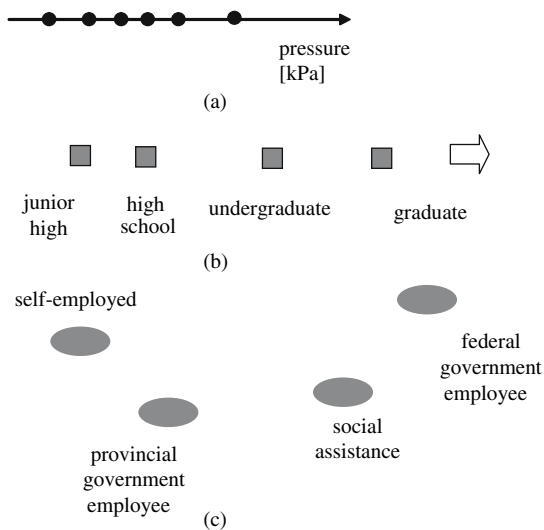 pressure
[kPa]
(a)
junior
high
high
school
undergraduate
graduate
(b)
self-employed
federal
government
employee
social
assistance
provincial
government
employee
(c)